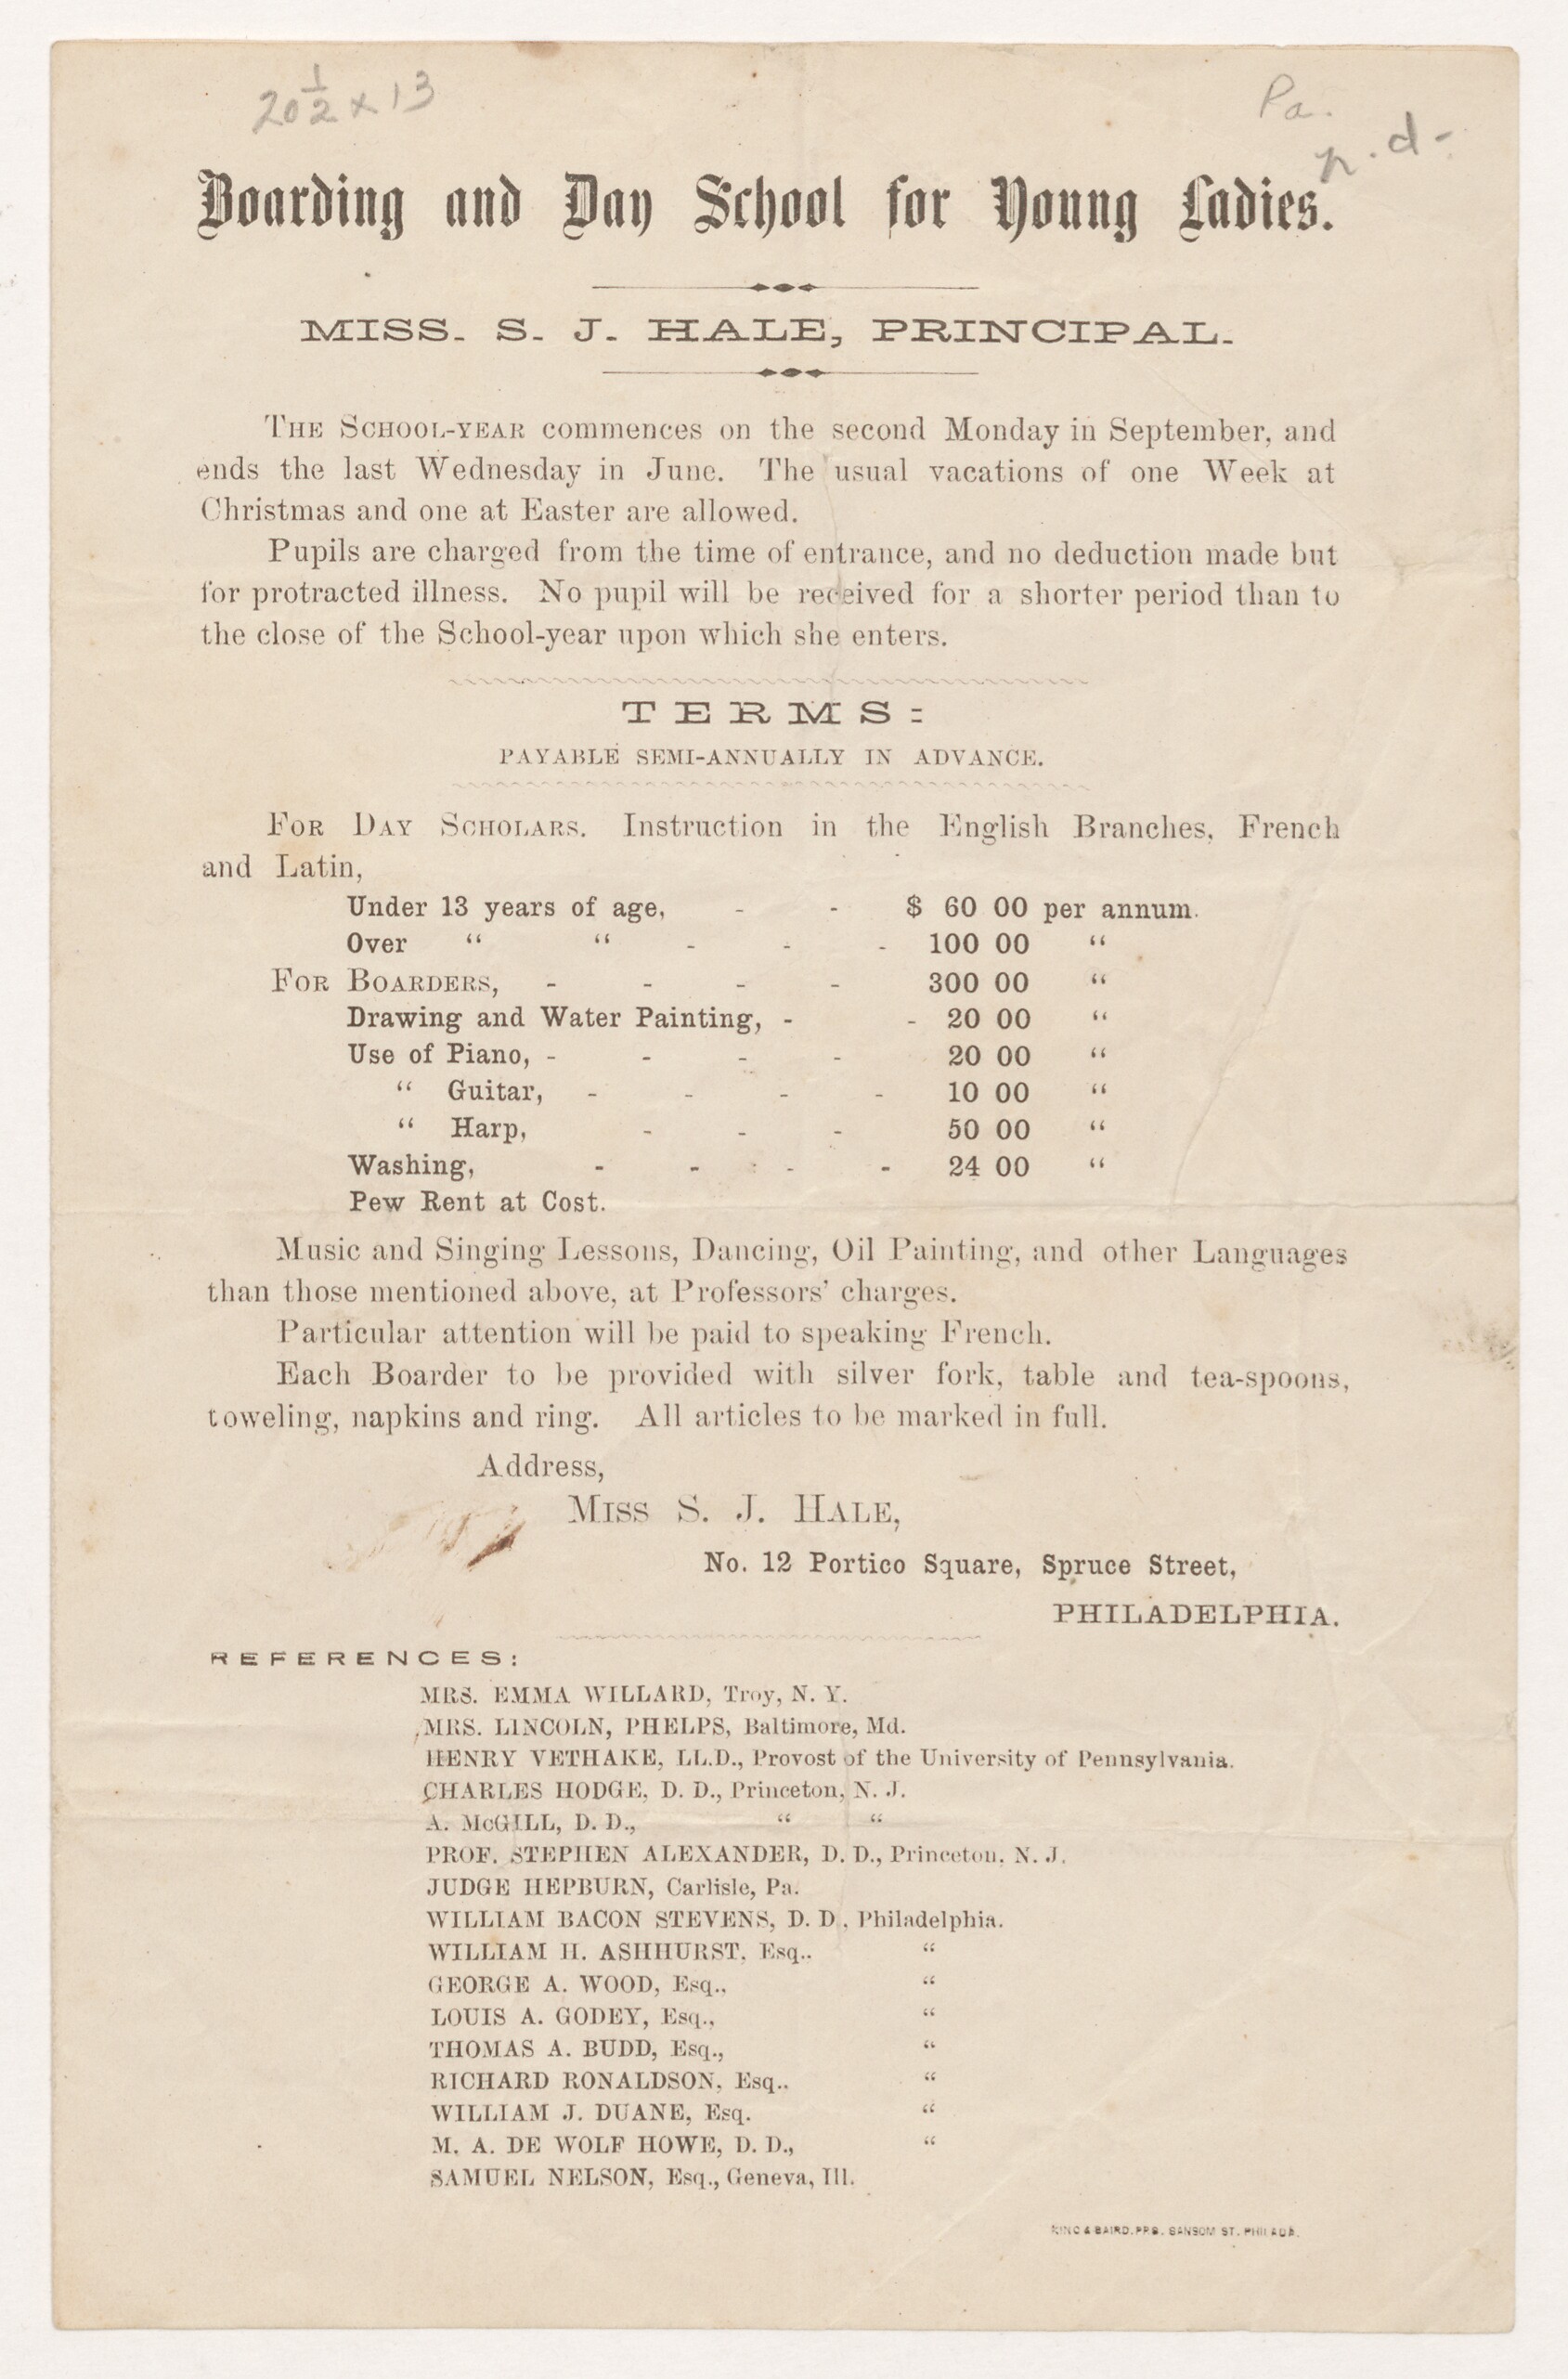 20 1/2 x 13
Pa.
n.d-
Boarding and Day School for Young Ladies.
MISS. S. J. HALE, PRINCIPAL.
THE SCHOOL-YEAR commences on the second Monday in September, and
ends the last Wednesday in June. The usual vacations of one Week at
Christmas and one at Easter are allowed.
Pupils are charged from the time of entrance, and no deduction made but
for protracted illness. No pupil will be received for a shorter period than to
the close of the School-year upon which she enters.
TERMS:
PAYABLE SEMI-ANNUALLY IN ADVANCE.
FOR DAY SCHOLARS. Instruction in the English Branches, French
and Latin,
Under 13 years of age, - - $ 60 00 per annum.
Over “ “ - - - 100 00 “
FOR BOARDERS, - - - - 300 00 “
Drawing and Water Painting, - - 20 00 “
Use of Piano, - - - - 20 00 “
“ Guitar, - - - - 10 00 “
“ Harp, - - - 50 00 “
Washing, - - - - 24 00 “
Pew Rent at Cost.
Music and Singing Lessons, Dancing, Oil Painting, and other Languages
than those mentioned above, at Professors' charges.
Particular attention will be paid to speaking French.
Each Boarder to be provided with silver fork, table and tea-spoons,
toweling, napkins and ring. All articles to be marked in full.
Address,
MISS S. J. HALE,
No. 12 Portico Square, Spruce Street,
PHILADELPHIA.
REFERENCES:
MRS. EMMA WILLARD, Troy, N. Y.
MRS. LINCOLN, PHELPS, Baltimore, Md.
HENRY VETHAKE, LL.D., Provost of the University of Pennsylvania.
CHARLES HODGE, D. D., Princeton, N. J.
A. McGILL, D. D., “ “
PROF. STEPHEN ALEXANDER, D. D., Princeton, N. J.
JUDGE HEPBURN, Carlisle, Pa.
WILLIAM BACON STEVENS, D. D., Philadelphia.
WILLIAM H. ASHHURST, Esq., “
GEORGE A. WOOD, Esq., “
LOUIS A. GODEY, Esq., “
THOMAS A. BUDD, Esq., “
RICHARD RONALDSON, Esq., “
WILLIAM J. DUANE, Esq. “
M. A. DE WOLF HOWE, D. D., “
SAMUEL NELSON, Esq., Geneva, Ill.
KING & BAIRD, PRS. SANSOM ST. PHILADA.